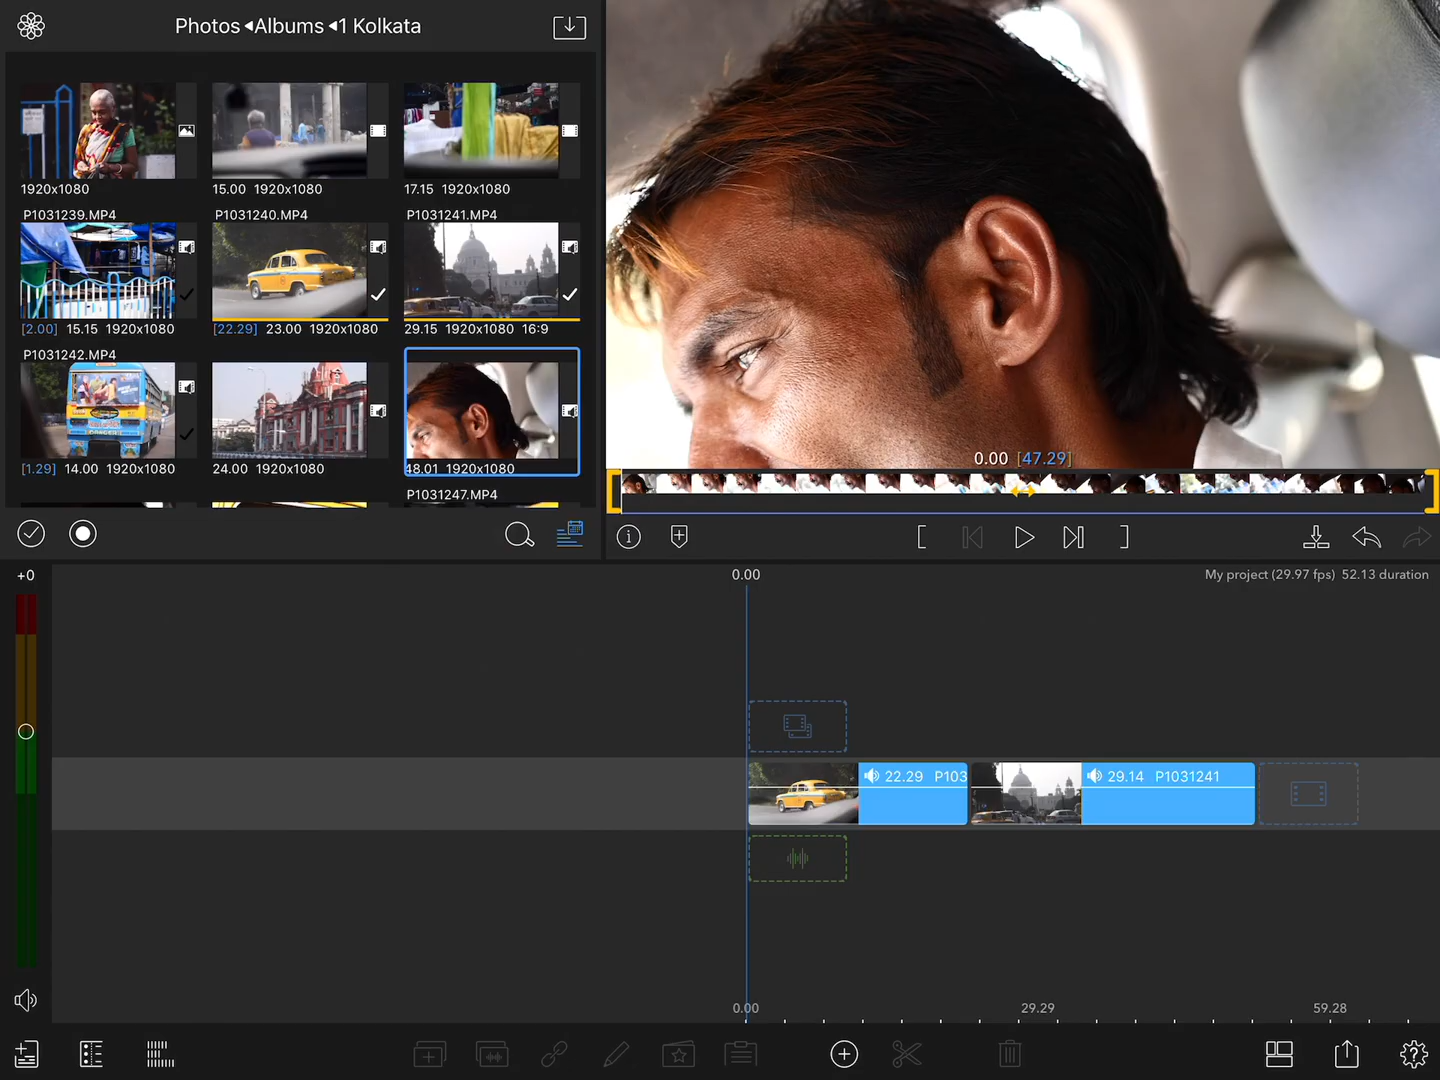 Photos ◂Albums ◂1 Kolkata
1920x1080
15.00 1920x1080
17.15 1920x1080
P1031239.MP4
P1031240.MP4
P1031241.MP4
[2.00] 15.15 1920x1080
[22.29] 23.00 1920x1080
29.15 1920x1080 16:9
P1031242.MP4
[1.29] 14.00 1920x1080
24.00 1920x1080
48.01 1920x1080
P1031247.MP4
0.00 [47.29]
+0
0.00
My project (29.97 fps) 52.13 duration
22.29 P103
29.14 P1031241
0.00
29.29
59.28